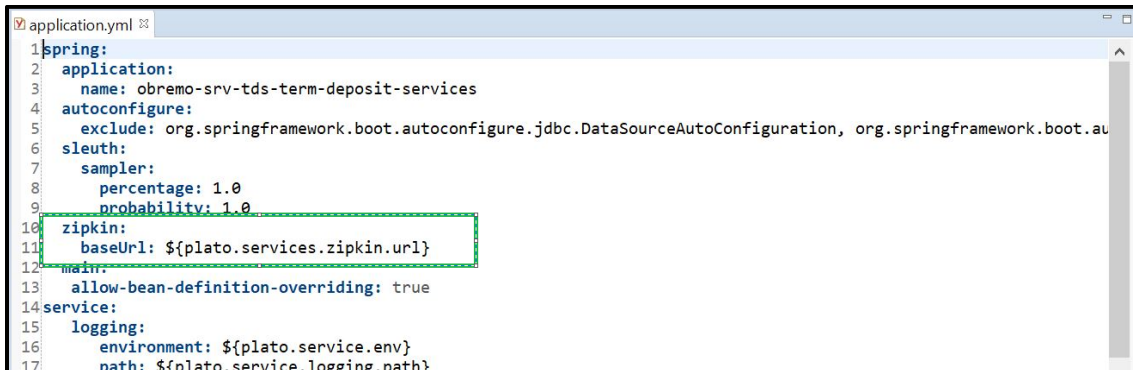 application.yml
1 spring:
2 application:
3 name: obremo-srv-tds-term-deposit-services
4 autoconfigure:
5 exclude: org.springframework.boot.autoconfigure.jdbc.DataSourceAutoConfiguration, org.springframework.boot.au
6 sleuth:
7 sampler:
8 percentage: 1.0
9 probability: 1.0
10 zipkin:
11 baseUrl: ${plato.services.zipkin.url}
12 main:
13 allow-bean-definition-overriding: true
14 service:
15 logging:
16 environment: ${plato.service.env}
17 path: ${plato.service.logging.path}